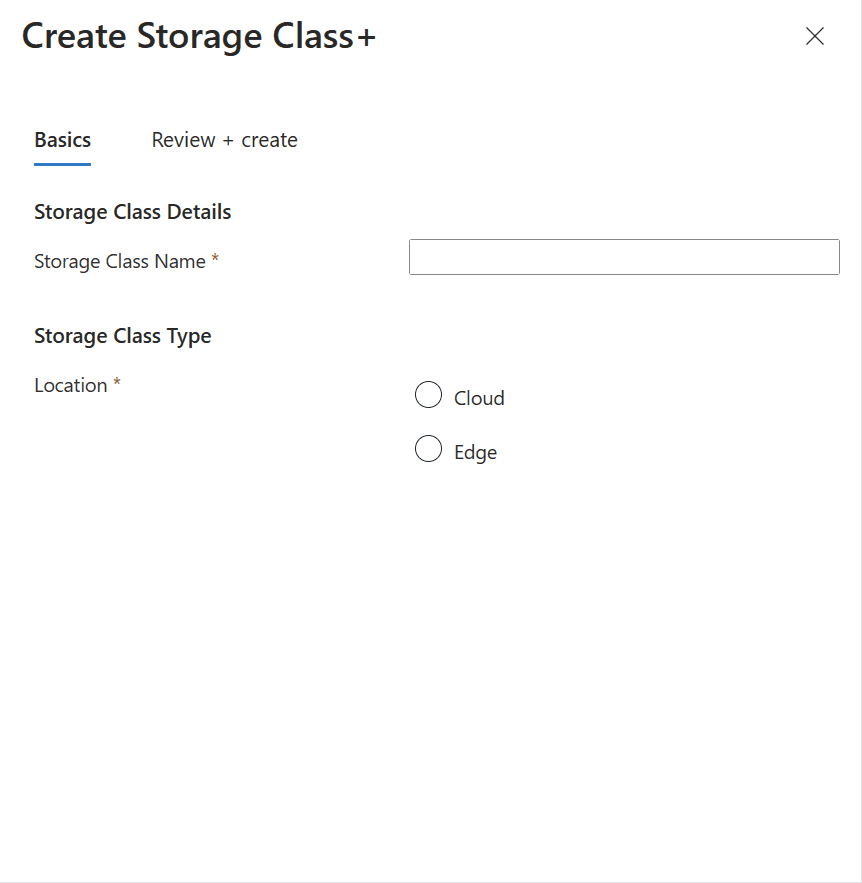 Create Storage Class+
Basics Review + create
Storage Class Details
Storage Class Name *
Storage Class Type
Location *
Cloud
Edge